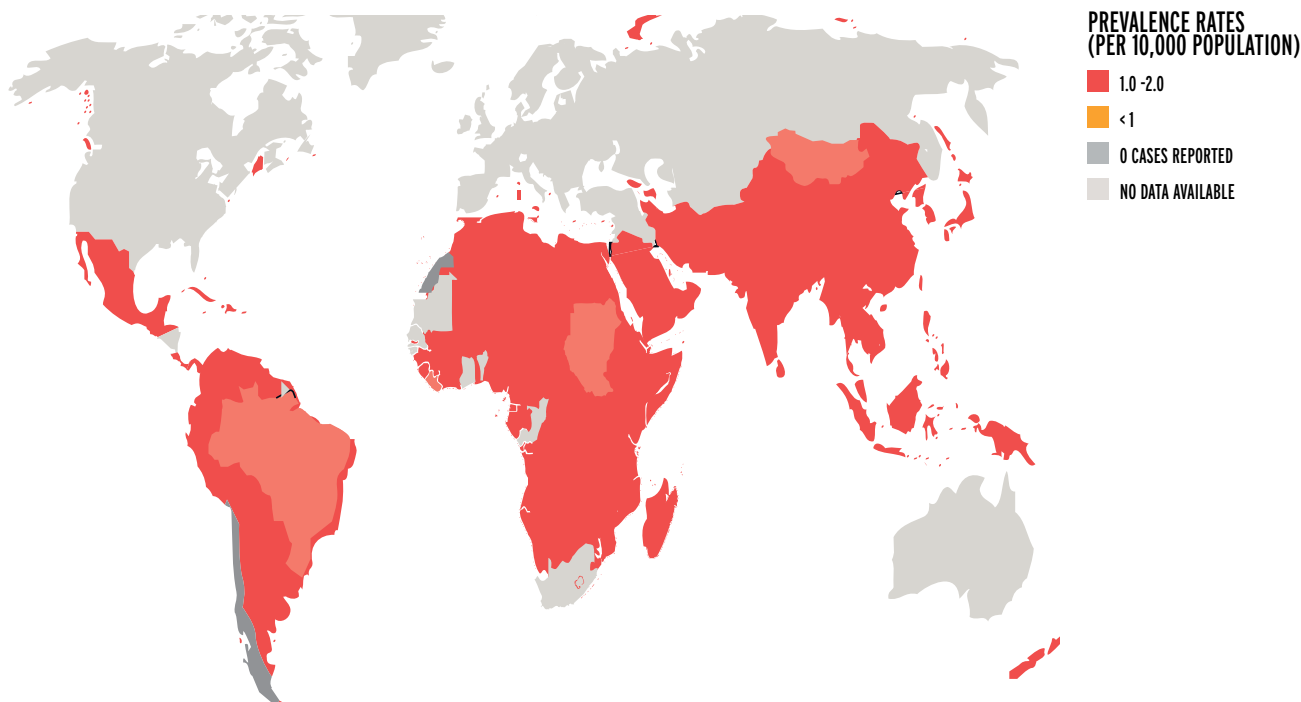 PREVALENCE RATES
(PER 10,000 POPULATION)
1.0 -2.0
<1
0 CASES REPORTED
NO DATA AVAILABLE